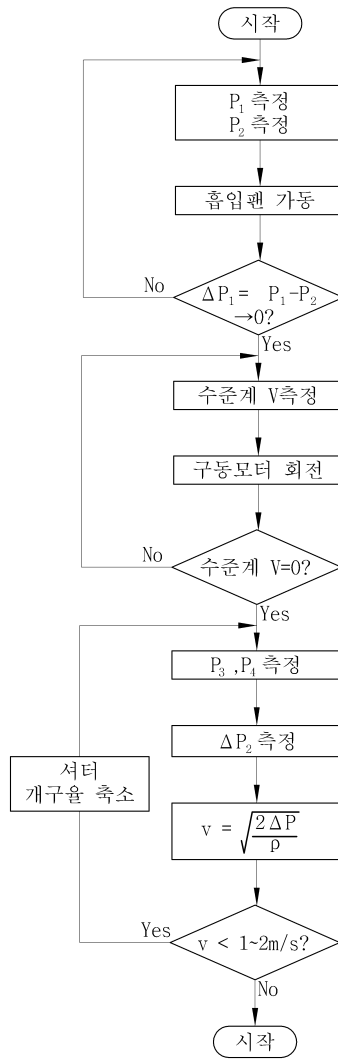 시작
P₁ 측정
P₂ 측정
흡입팬 가동
No
ΔP₁ = P₁-P₂
→0?
Yes
수준계 V측정
구동모터 회전
No
수준계 V=0?
Yes
P₃ ,P₄ 측정
ΔP₂ 측정
셔터
개구율 축소
v = √(2ΔP/ρ)
Yes
v < 1~2m/s?
No
시작